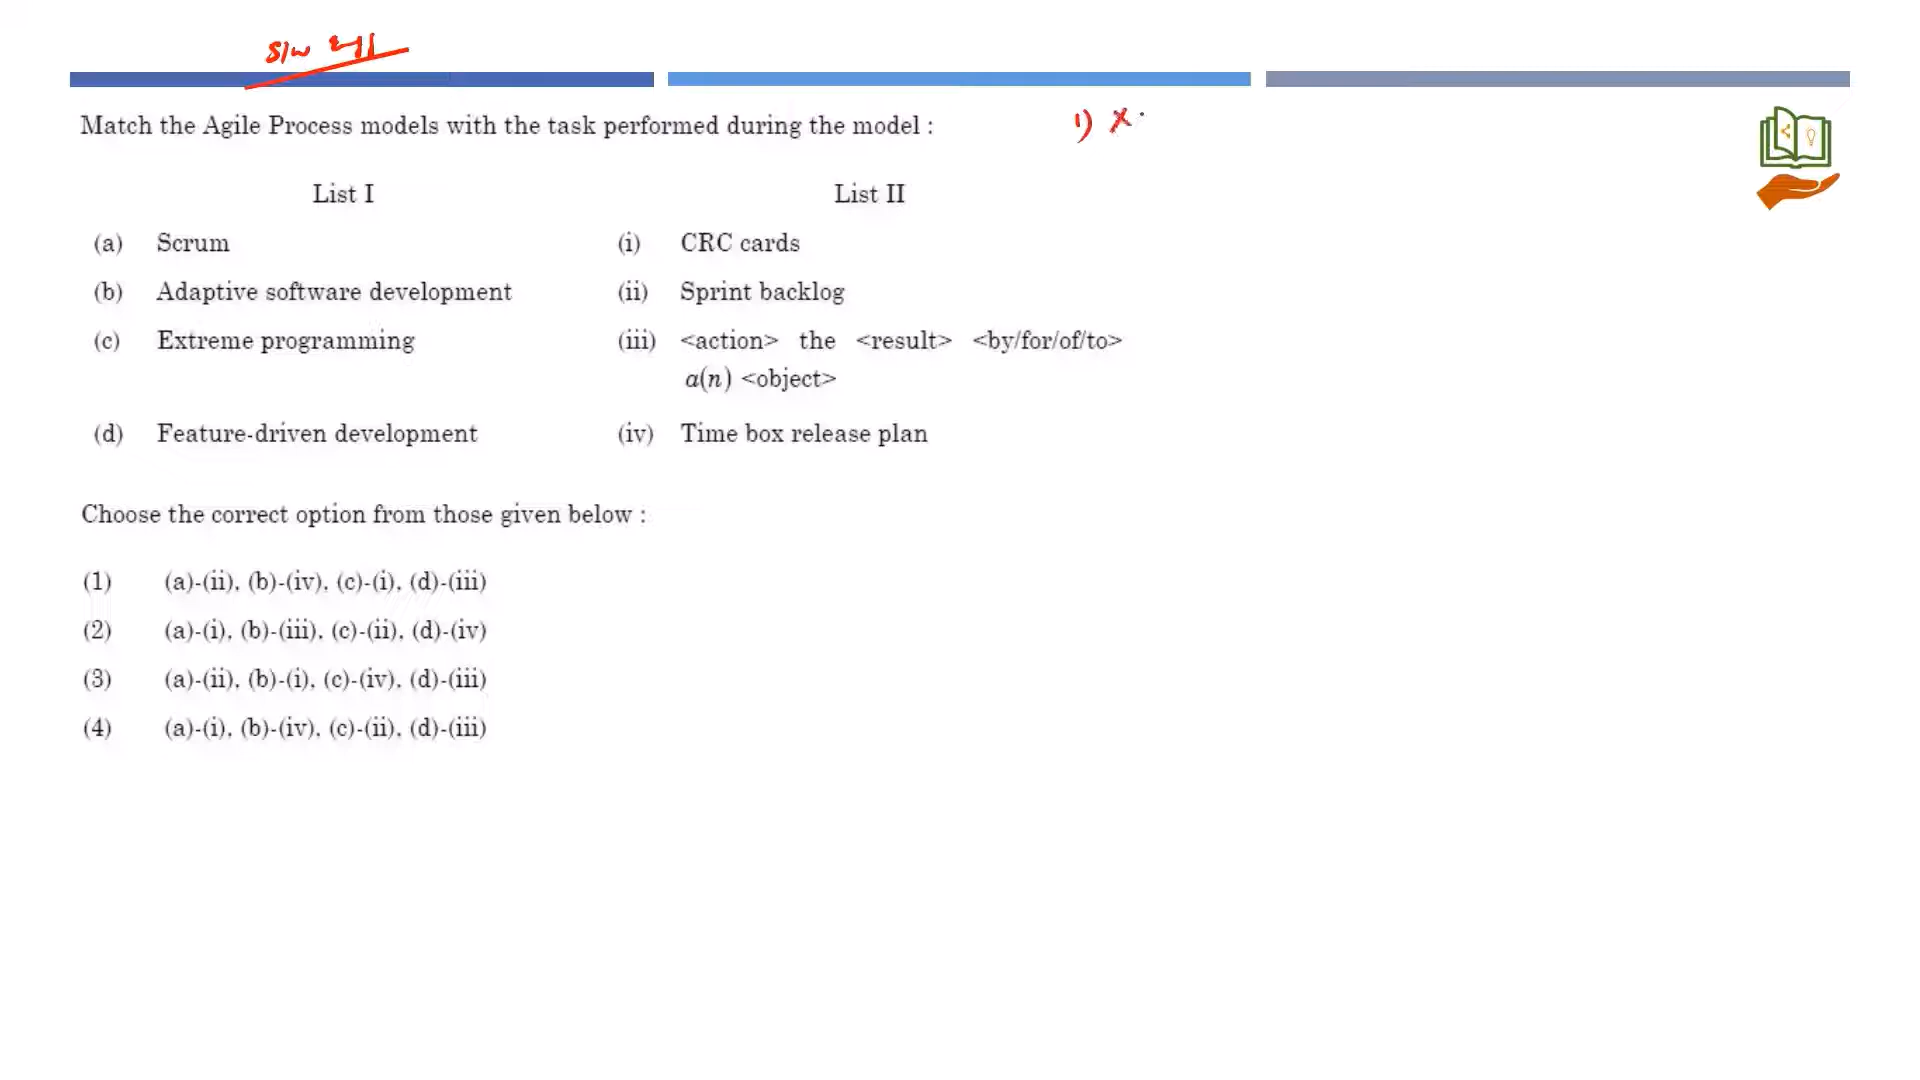 S/W
Match the Agile Process models with the task performed during the model :
1) X
List I List II
(a) Scrum (i) CRC cards
(b) Adaptive software development (ii) Sprint backlog
(c) Extreme programming (iii) <action> the <result> <by/for/of/to>
a(n) <object>
(d) Feature-driven development (iv) Time box release plan
Choose the correct option from those given below :
(1) (a)-(ii), (b)-(iv), (c)-(i), (d)-(iii)
(2) (a)-(i), (b)-(iii), (c)-(ii), (d)-(iv)
(3) (a)-(ii), (b)-(i), (c)-(iv), (d)-(iii)
(4) (a)-(i), (b)-(iv), (c)-(ii), (d)-(iii)